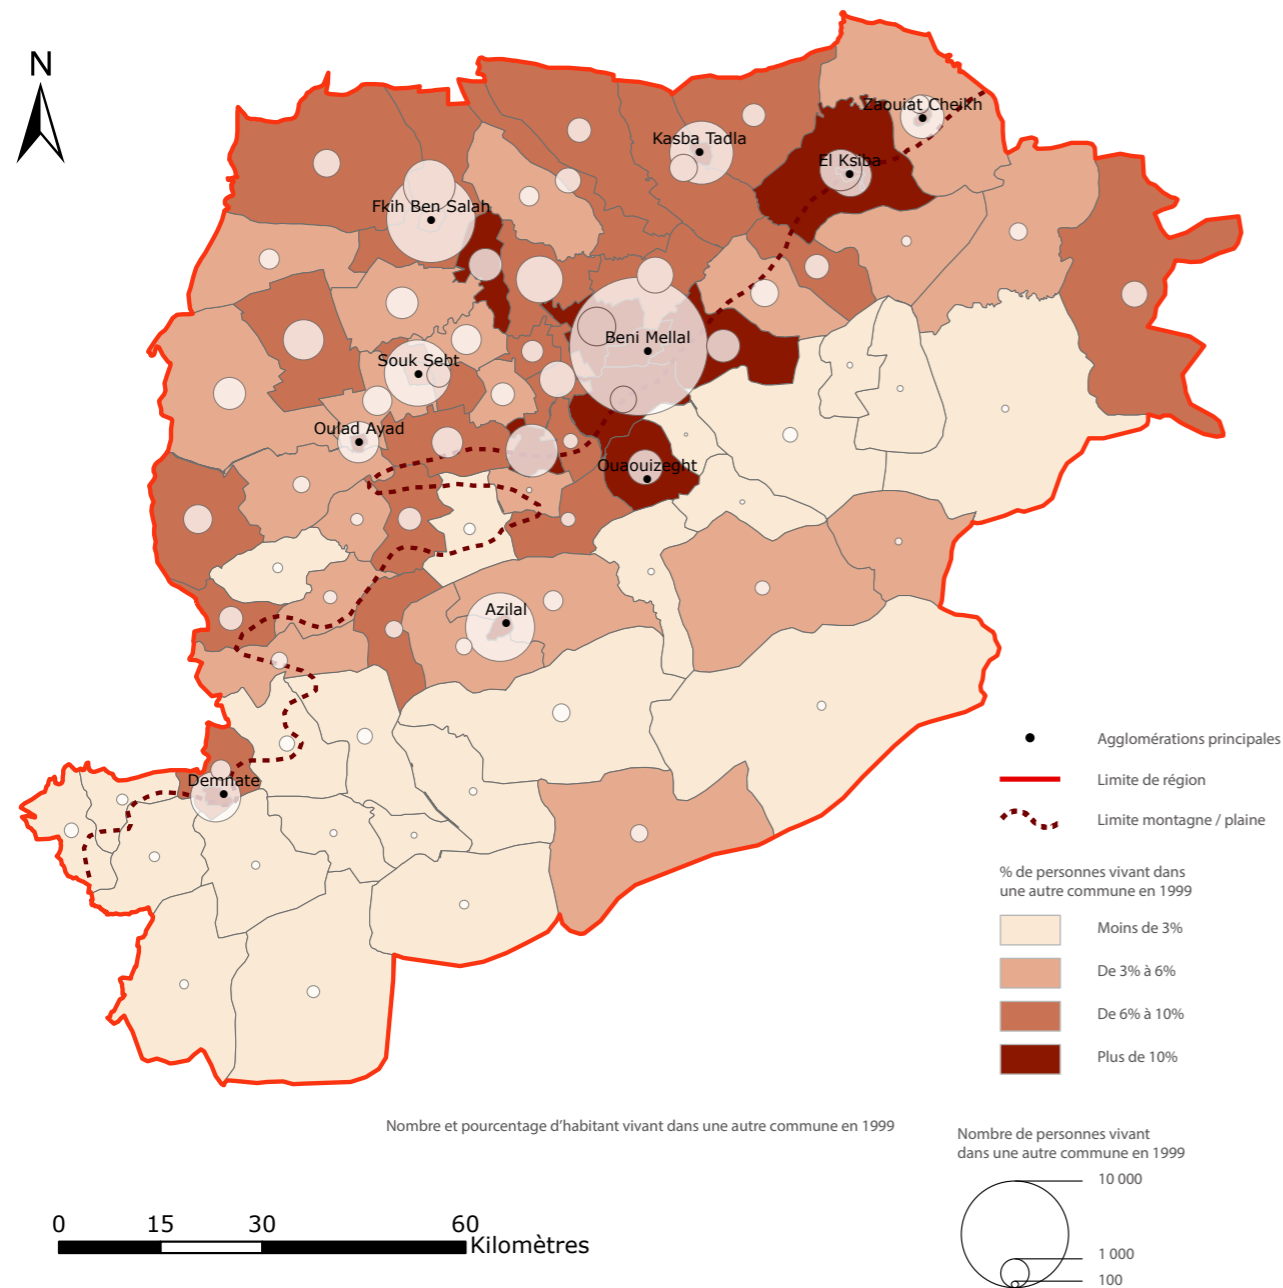 N
Zaouiat Cheikh
Kasba Tadla
El Ksiba
Fkih Ben Salah
Beni Mellal
Souk Sebt
Oulad Ayad
Ouaouizeght
Azilal
Demnate
Agglomérations principales
Limite de région
Limite montagne / plaine
% de personnes vivant dans
une autre commune en 1999
Moins de 3%
De 3% à 6%
De 6% à 10%
Plus de 10%
Nombre et pourcentage d'habitant vivant dans une autre commune en 1999
Nombre de personnes vivant
dans une autre commune en 1999
10 000
1 000
100
0 15 30 60
Kilomètres